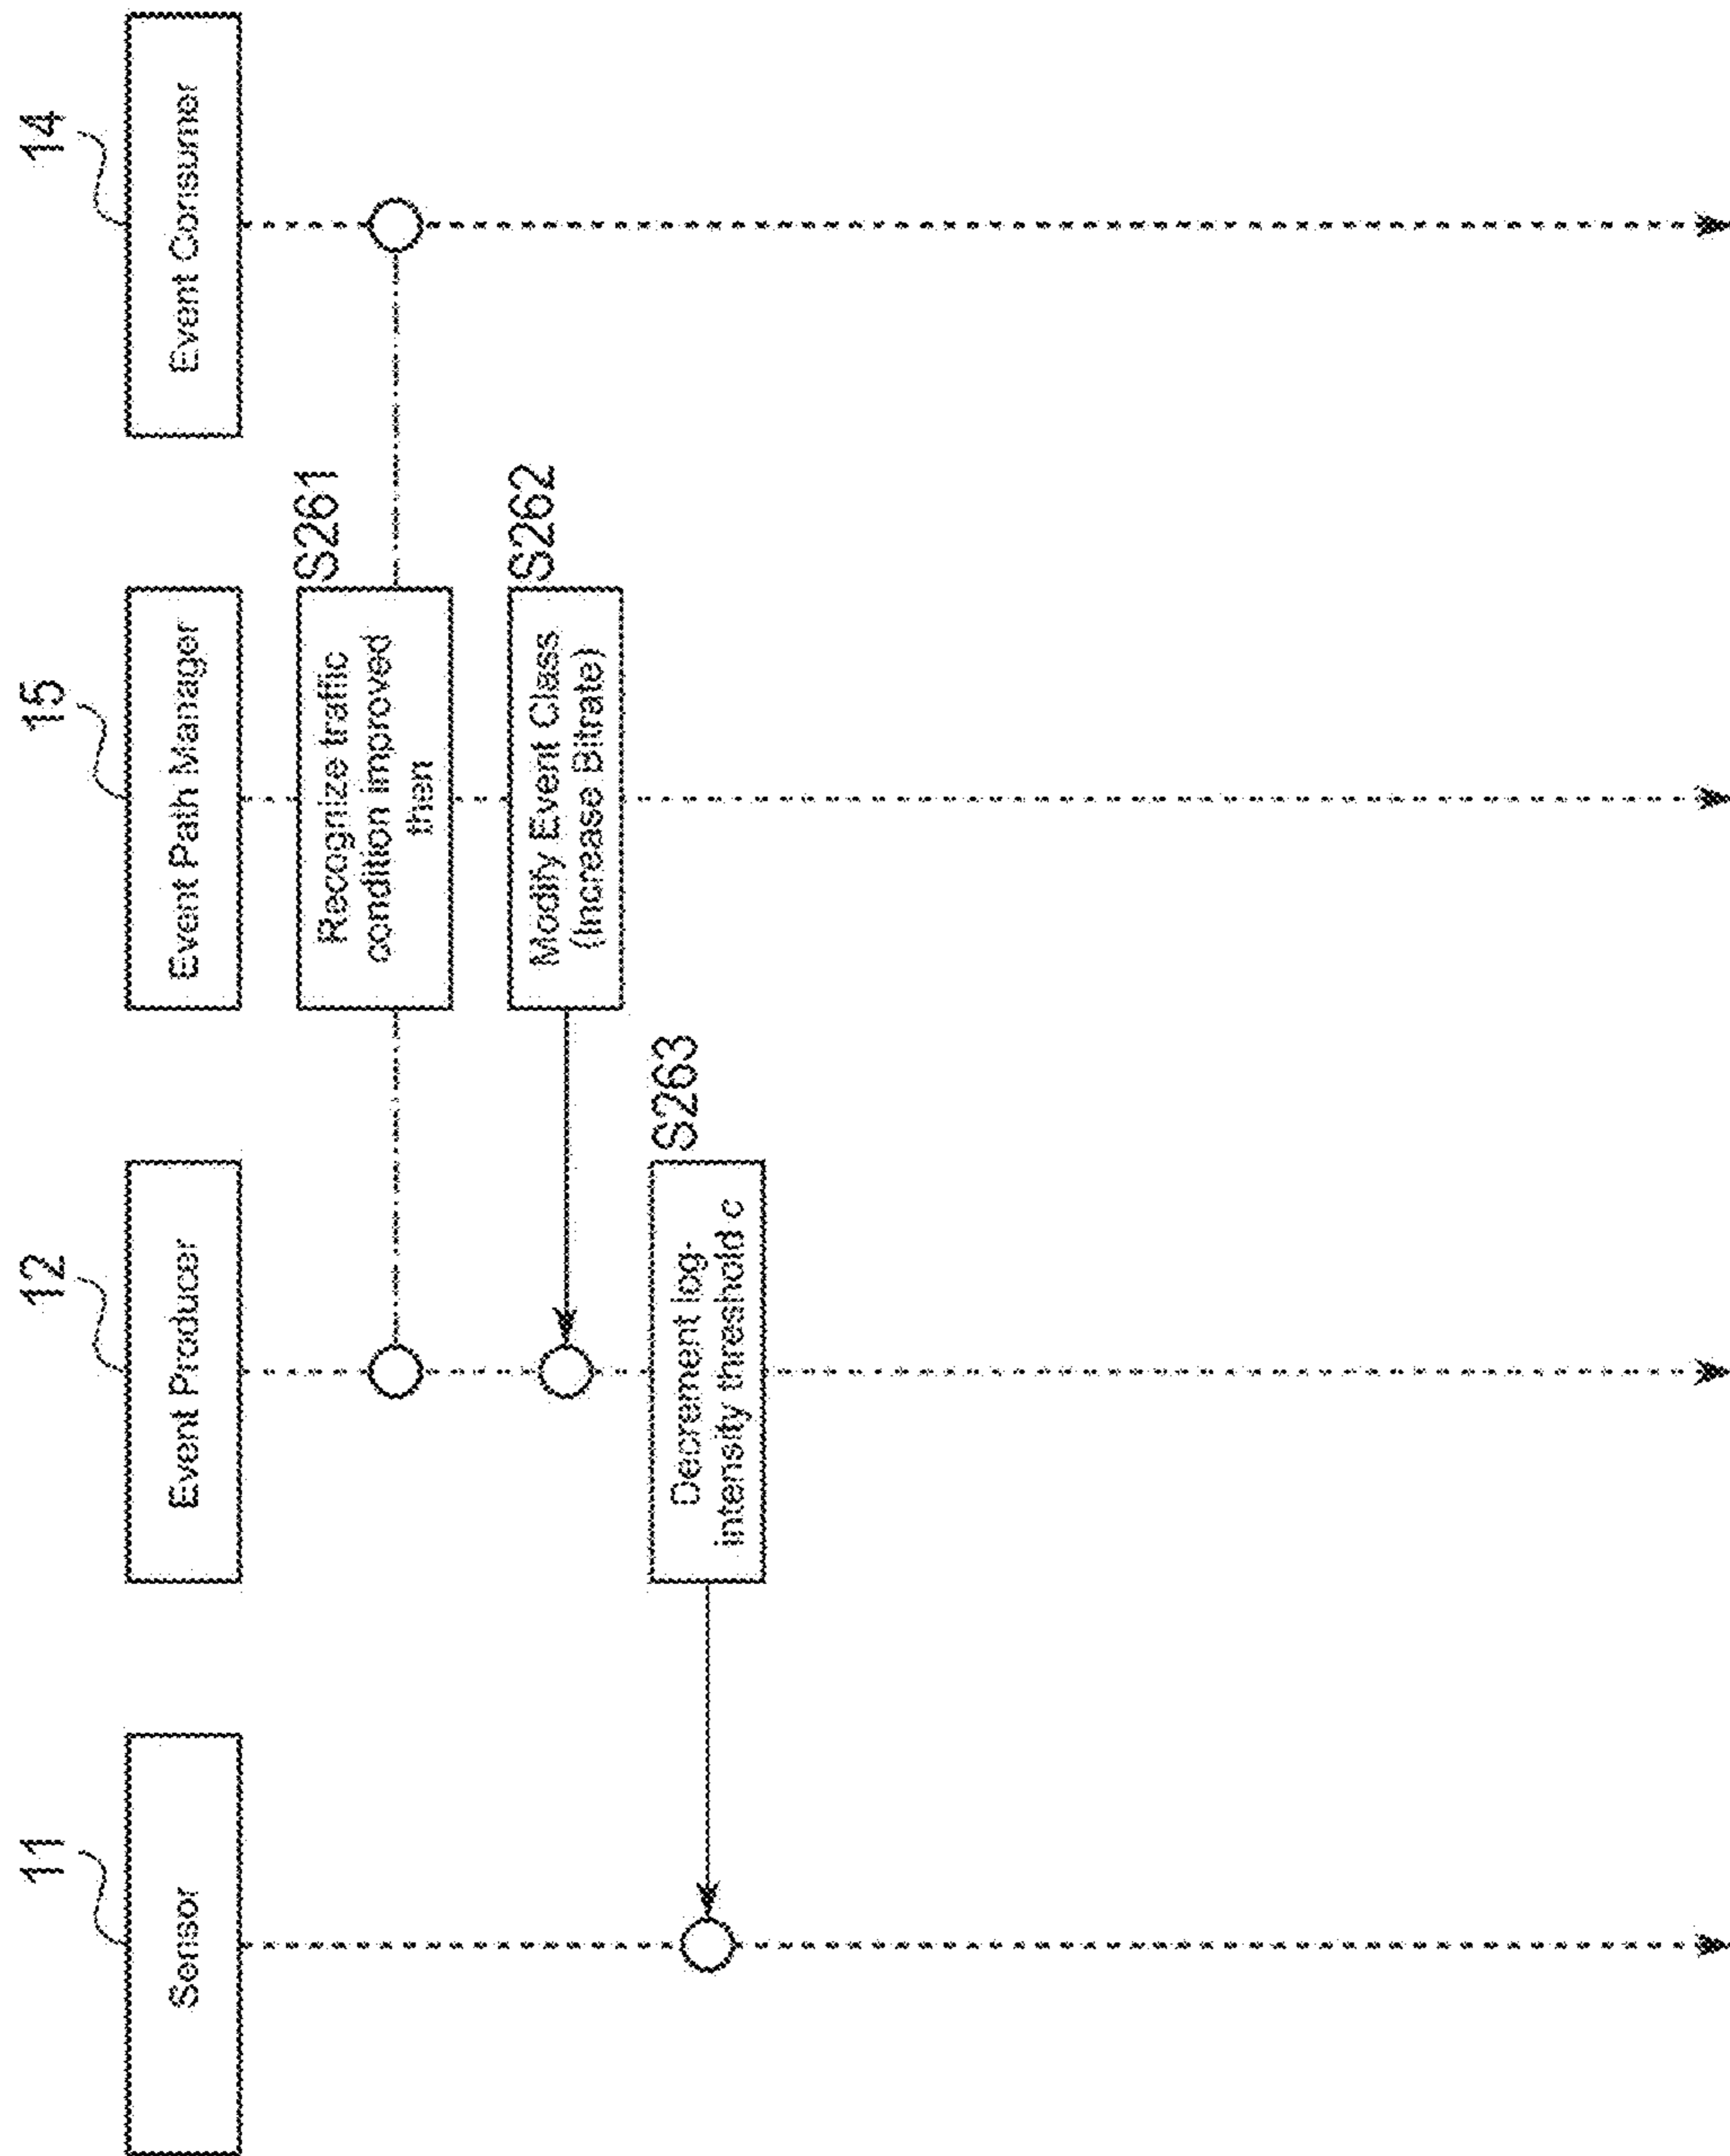 11
12
15
14
Sensor
Event Producer
Event Path Manager
Event Consumer
S261
Recognize traffic
condition improved
then
S262
Modify Event Class
(Increase Bitrate)
S263
Decrement log-
intensity threshold c